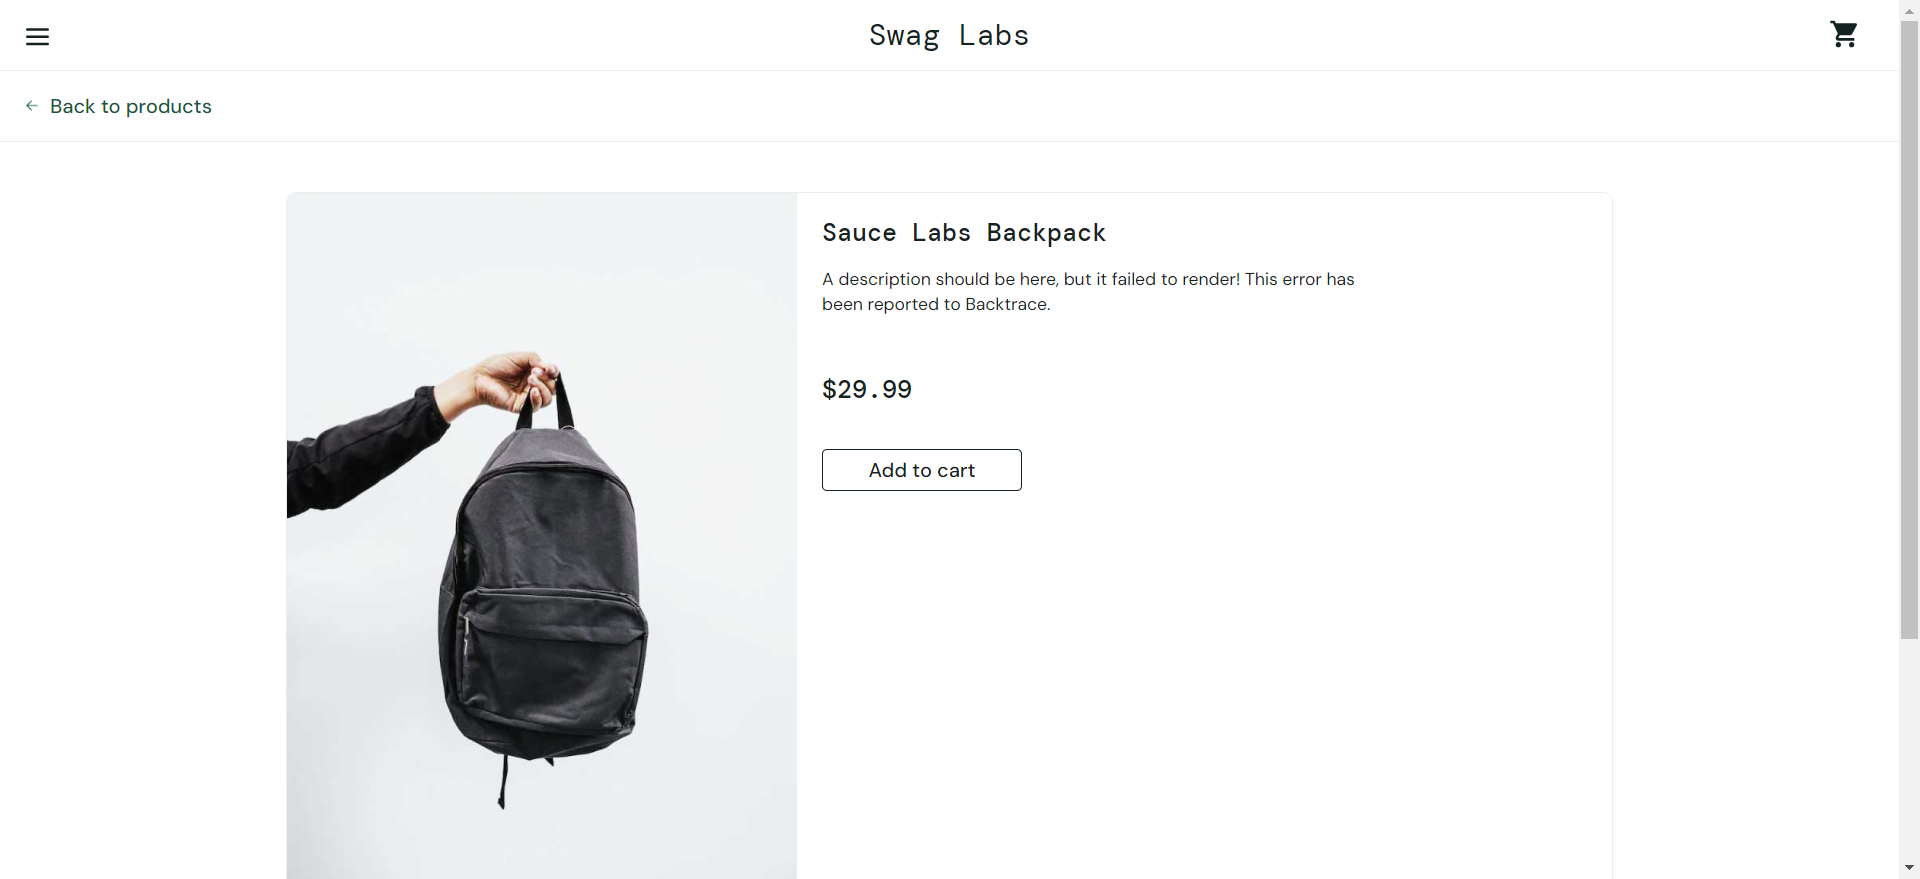 Swag Labs
Back to products
Sauce Labs Backpack
A description should be here, but it failed to render! This error has
been reported to Backtrace.
$29.99
Add to cart